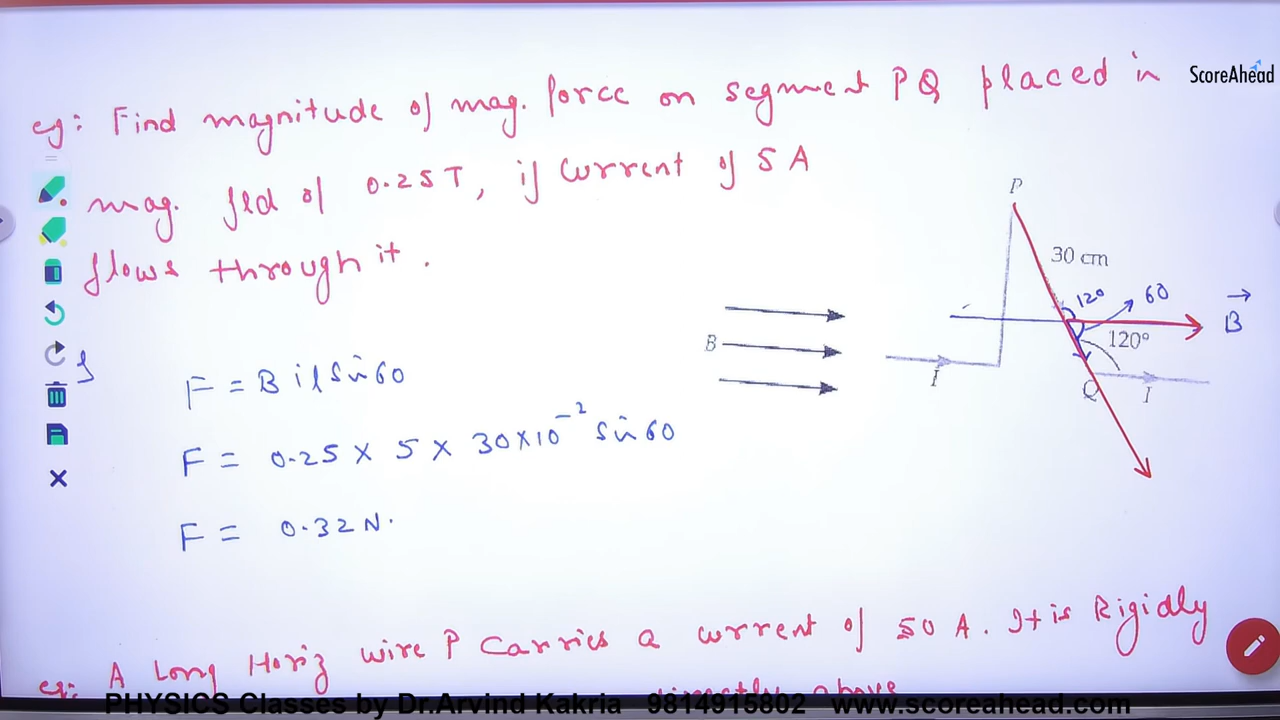 ScoreAhead
eg: Find magnitude of mag. force on segment PQ placed in
mag. fld of 0.25T, if current of 5 A
flows through it.
P
30 cm
120
60
B
120°
B
I
Q
I
F = B i l Sin 60
F = 0.25 × 5 × 30×10⁻² Sin 60
F = 0.32 N.
eg: A Long Horiz wire P carries a current of 50 A. It is Rigidly
directly above
PHYSICS Classes by Dr.Arvind Kakria 9814915802 www.scoreahead.com